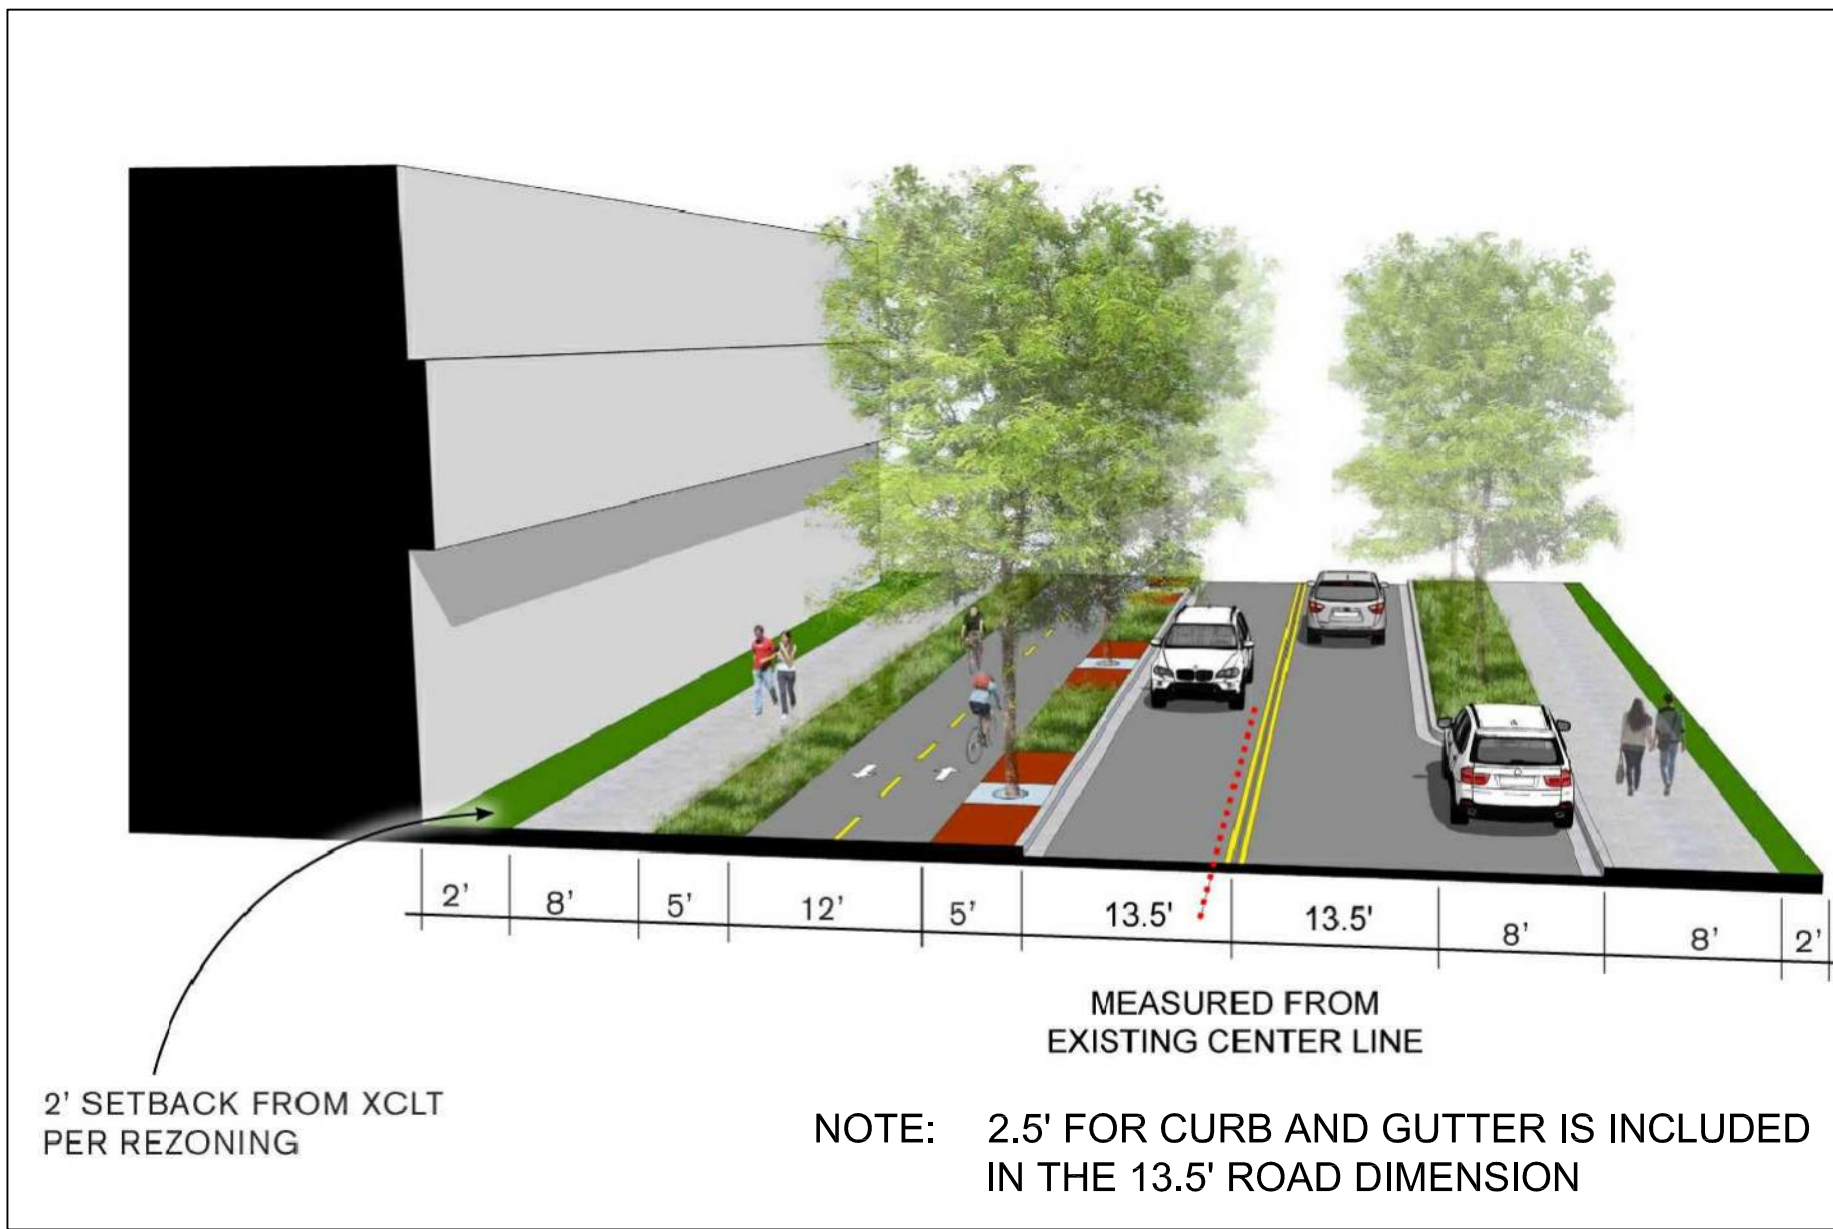 2' 8' 5' 12' 5' 13.5' 13.5' 8' 8' 2'
MEASURED FROM
EXISTING CENTER LINE
2' SETBACK FROM XCLT
PER REZONING
NOTE: 2.5' FOR CURB AND GUTTER IS INCLUDED
IN THE 13.5' ROAD DIMENSION